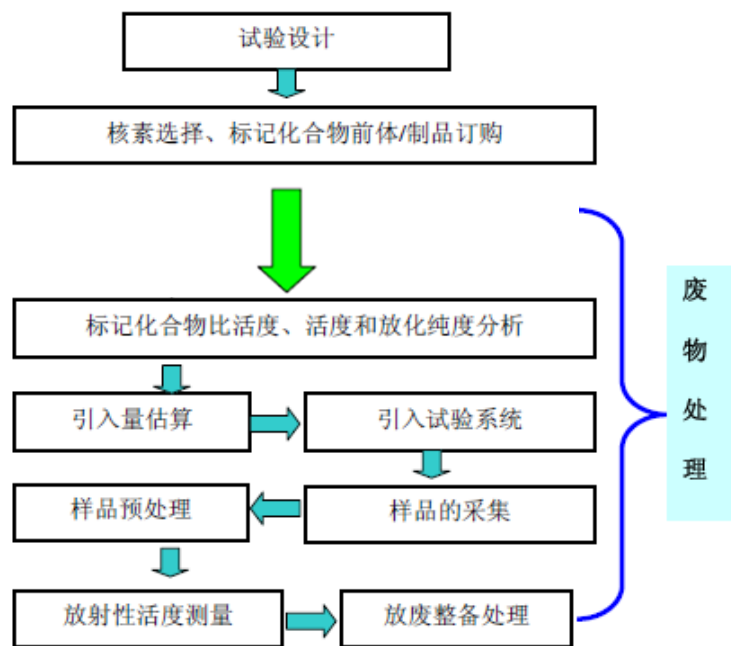 试验设计
核素选择、标记化合物前体/制品订购
标记化合物比活度、活度和放化纯度分析
引入量估算
引入试验系统
样品预处理
样品的采集
放射性活度测量
放废整备处理
废
物
处
理